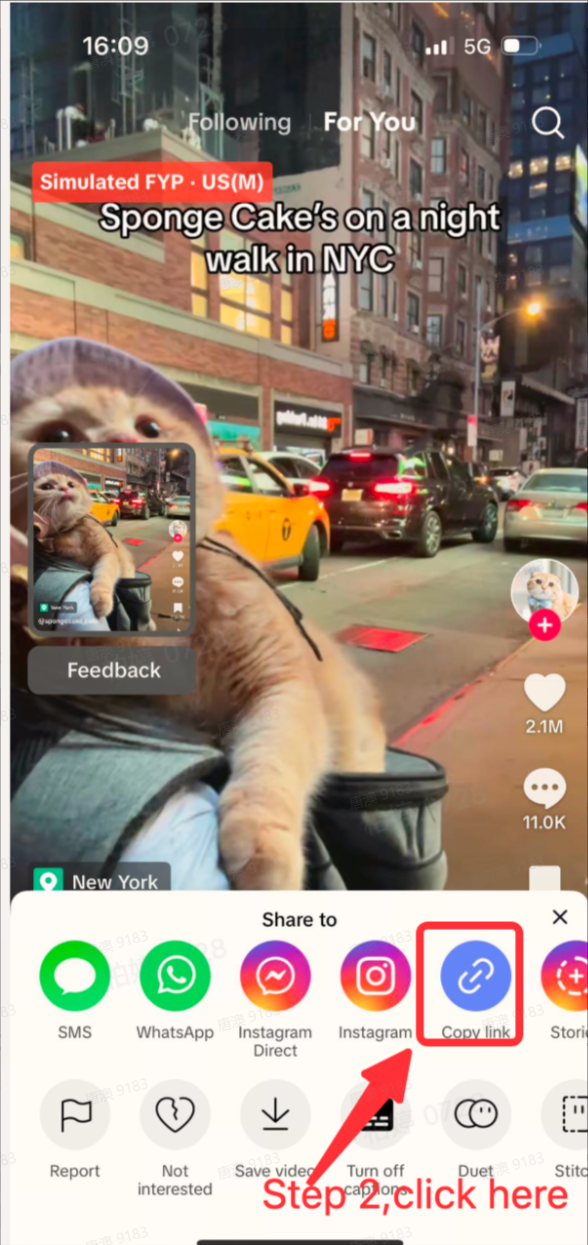 16:09
5G
Following
For You
Simulated FYP · US(M)
Sponge Cake's on a night
walk in NYC
New York
Feedback
2.1M
11.0K
New York
Share to
SMS
WhatsApp
Instagram
Direct
Instagram
Copy link
Storie
Report
Not
interested
Save video
Turn off
captions
Duet
Stitc
Step 2,click here